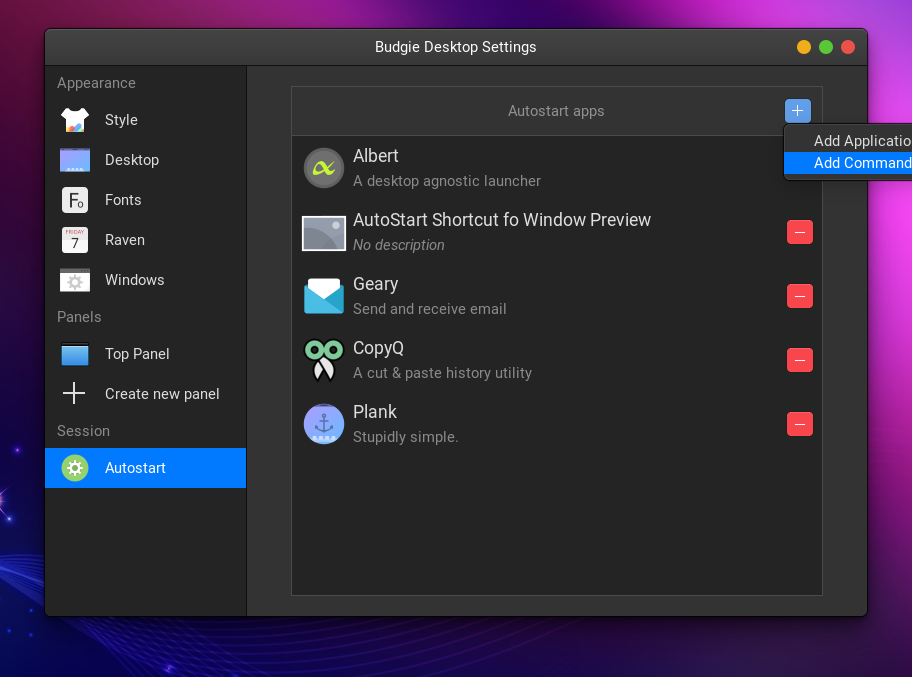 Budgie Desktop Settings
Appearance
Style
Desktop
Fonts
Raven
Windows
Panels
Top Panel
Create new panel
Session
Autostart
Autostart apps
+
Add Applicatio
Add Command
Albert
A desktop agnostic launcher
AutoStart Shortcut fo Window Preview
No description
Geary
Send and receive email
CopyQ
A cut & paste history utility
Plank
Stupidly simple.
Fo
FRIDAY
7